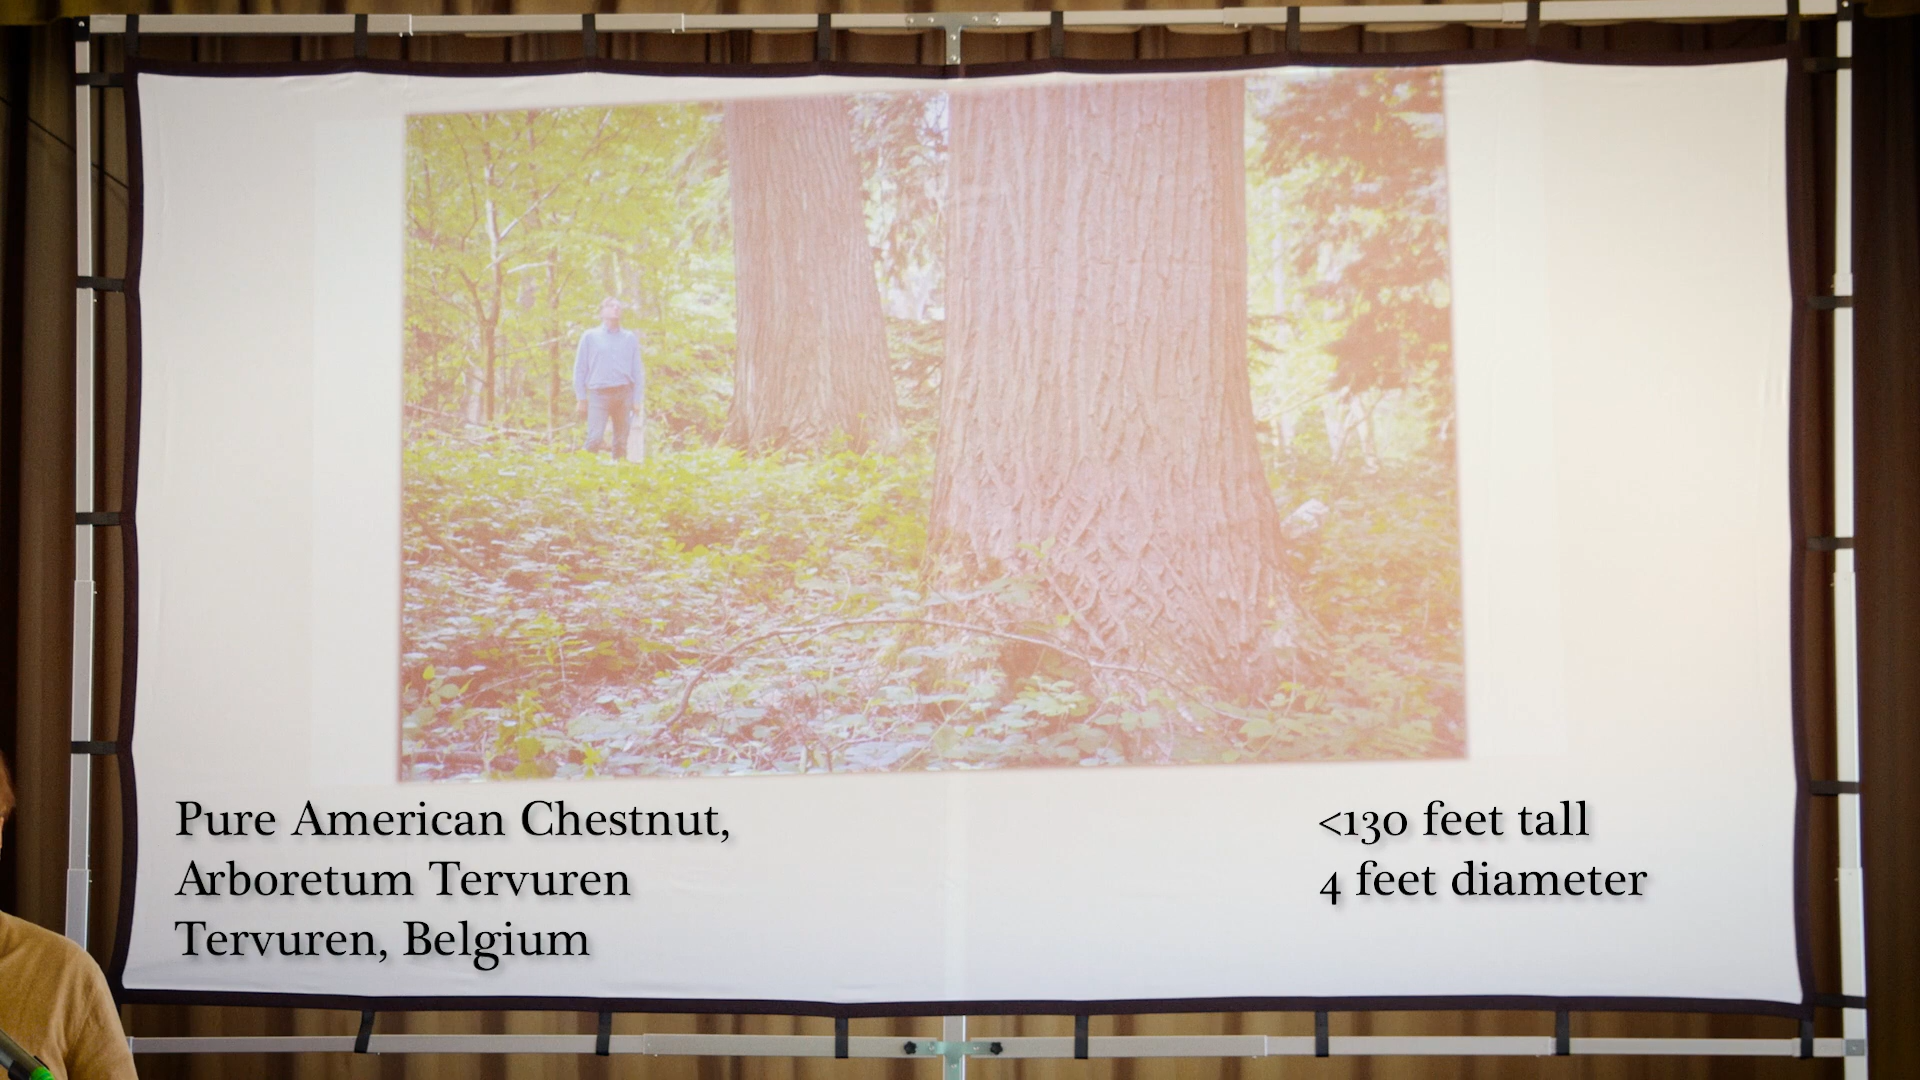 Pure American Chestnut,
Arboretum Tervuren
Tervuren, Belgium
<130 feet tall
4 feet diameter